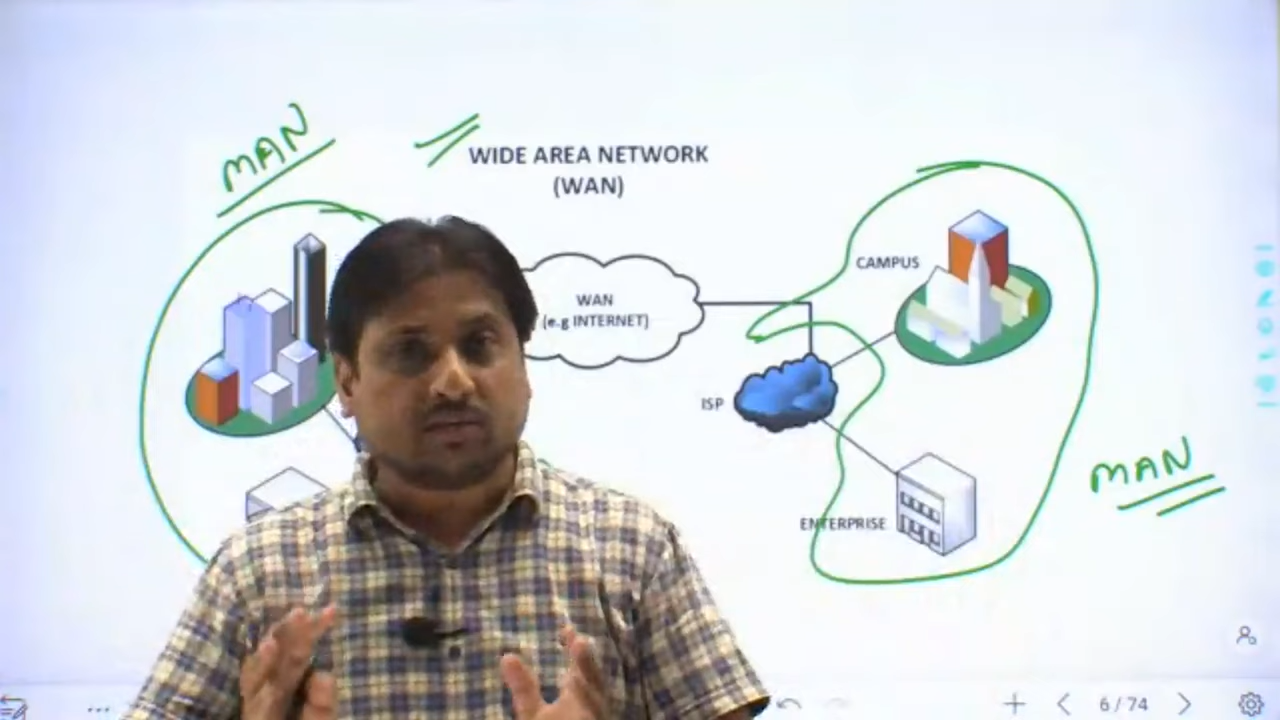 MAN
WIDE AREA NETWORK
(WAN)
CAMPUS
WAN
(e.g INTERNET)
ISP
MAN
ENTERPRISE
6/74